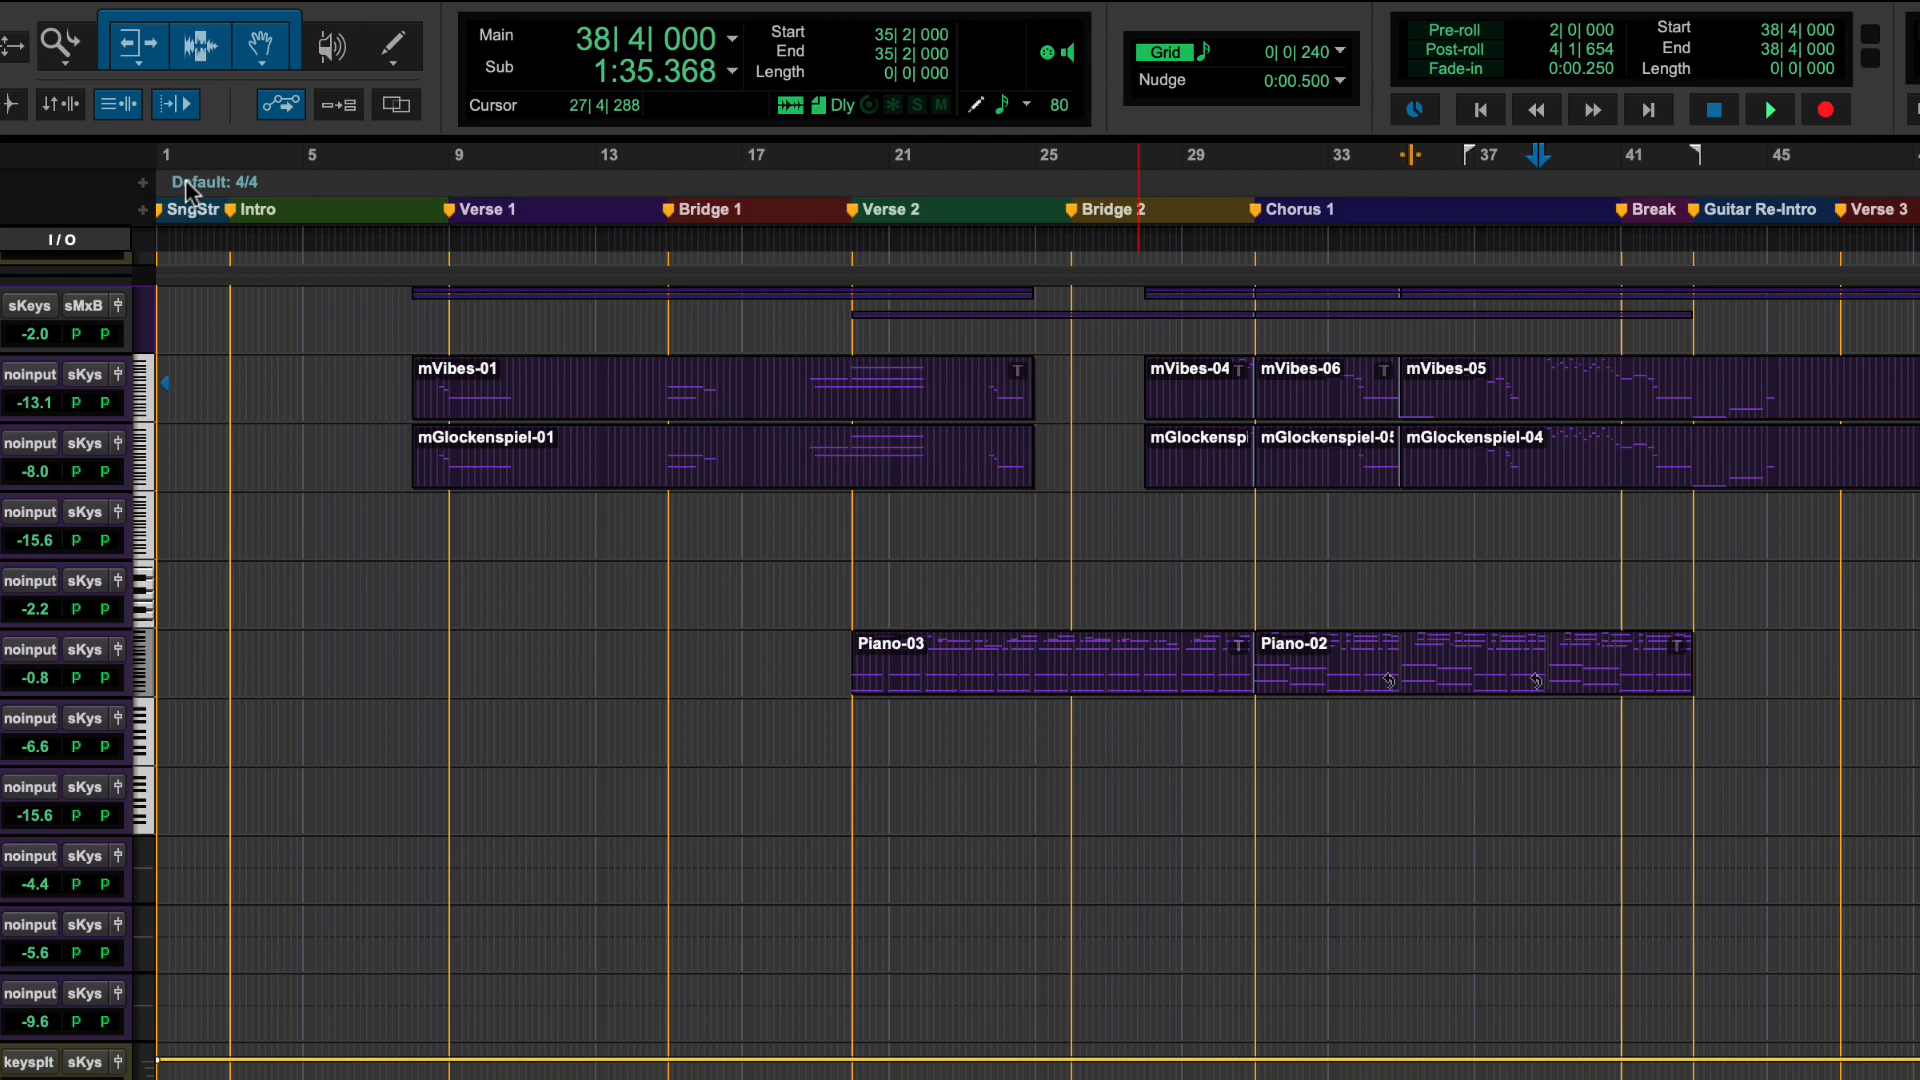 Main 38| 4| 000
Sub 1:35.368
Start 35| 2| 000
End 35| 2| 000
Length 0| 0| 000
Cursor 27| 4| 288
Dly S M 80
Grid 0| 0| 240
Nudge 0:00.500
Pre-roll 2| 0| 000
Post-roll 4| 1| 654
Fade-in 0:00.250
Start 38| 4| 000
End 38| 4| 000
Length 0| 0| 000
1 5 9 13 17 21 25 29 33 37 41 45
Default: 4/4
SngStr Intro Verse 1 Bridge 1 Verse 2 Bridge 2 Chorus 1 Break Guitar Re-Intro Verse 3
I / O
sKeys sMxB
-2.0 p p
noinput sKys
-13.1 p p
mVibes-01 T mVibes-04 T mVibes-06 T mVibes-05
noinput sKys
-8.0 p p
mGlockenspiel-01 mGlockenspi mGlockenspiel-05 mGlockenspiel-04
noinput sKys
-15.6 p p
noinput sKys
-2.2 p p
noinput sKys
-0.8 p p
Piano-03 T Piano-02 T
noinput sKys
-6.6 p p
noinput sKys
-15.6 p p
noinput sKys
-4.4 p p
noinput sKys
-5.6 p p
noinput sKys
-9.6 p p
keysplt sKys